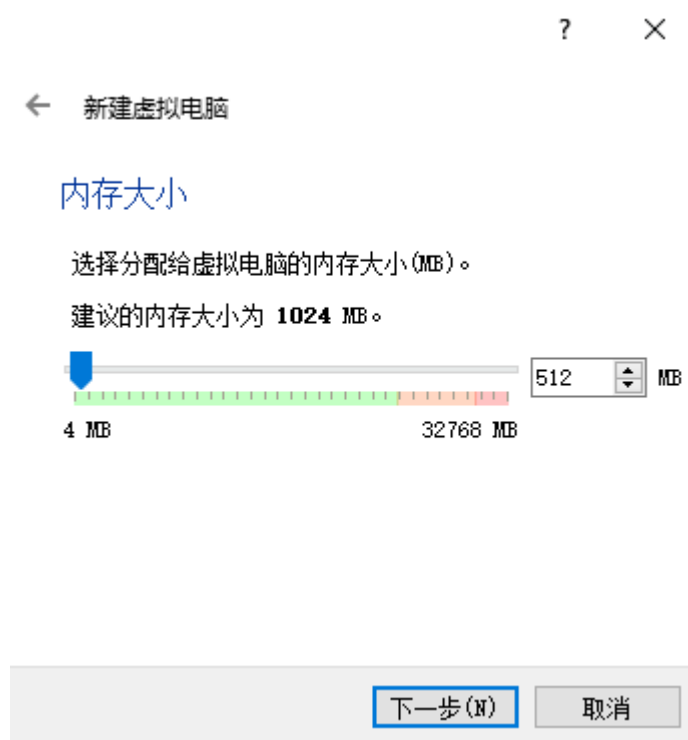 ?
新建虚拟电脑
内存大小
选择分配给虚拟电脑的内存大小(MB)。
建议的内存大小为 1024 MB。
512 MB
4 MB 32768 MB
下一步(N) 取消